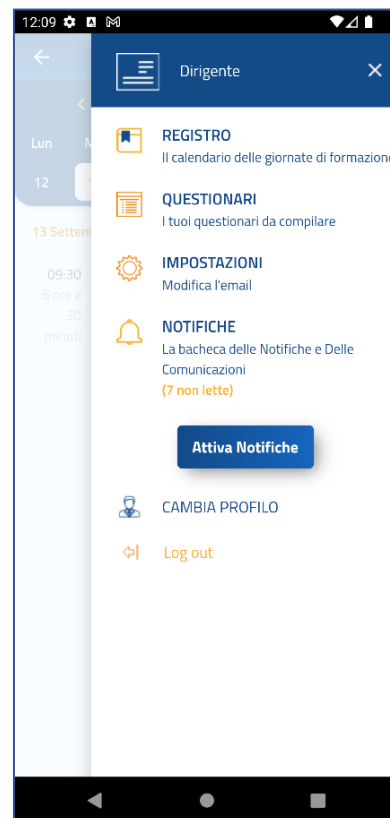 12:09
Dirigente
Lun
12
13 Settem
09:30
6 ore e
30
minuti
REGISTRO
Il calendario delle giornate di formazione
QUESTIONARI
I tuoi questionari da compilare
IMPOSTAZIONI
Modifica l'email
NOTIFICHE
La bacheca delle Notifiche e Delle
Comunicazioni
(7 non lette)
Attiva Notifiche
CAMBIA PROFILO
Log out